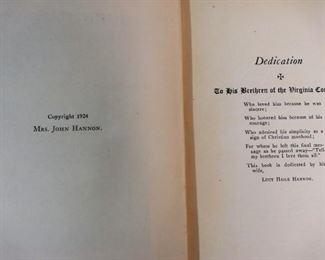 Copyright 1924
Mrs. John Hannon.
Dedication
To His Brethren of the Virginia Con
Who loved him because he was
sincere;
Who honored him because of his
courage;
Who admired his simplicity as a
sign of Christian manhood;
For whom he left this final mes-
sage as he passed away—"Tell
my brethren I love them all."
This book is dedicated by his
wife,
Lucy Hails Hannon.